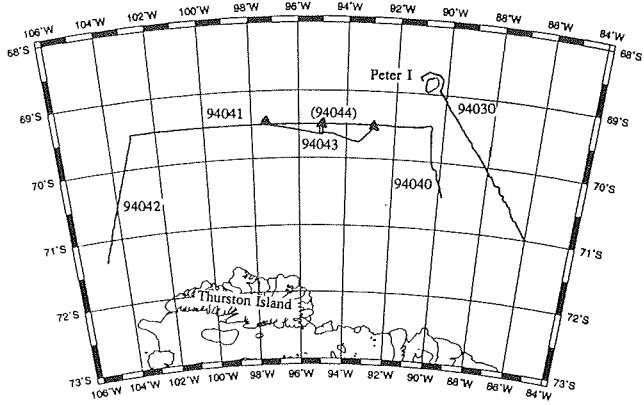 106°W 104°W 102°W 100°W 98°W 96°W 94°W 92°W 90°W 88°W 86°W 84°W
68°S 68°S
Peter I
69°S 94041 (94044) 94030 69°S
94043
70°S 94040 70°S
94042
71°S 71°S
Thurston Island
72°S 72°S
73°S 73°S
106°W 104°W 102°W 100°W 98°W 96°W 94°W 92°W 90°W 88°W 86°W 84°W